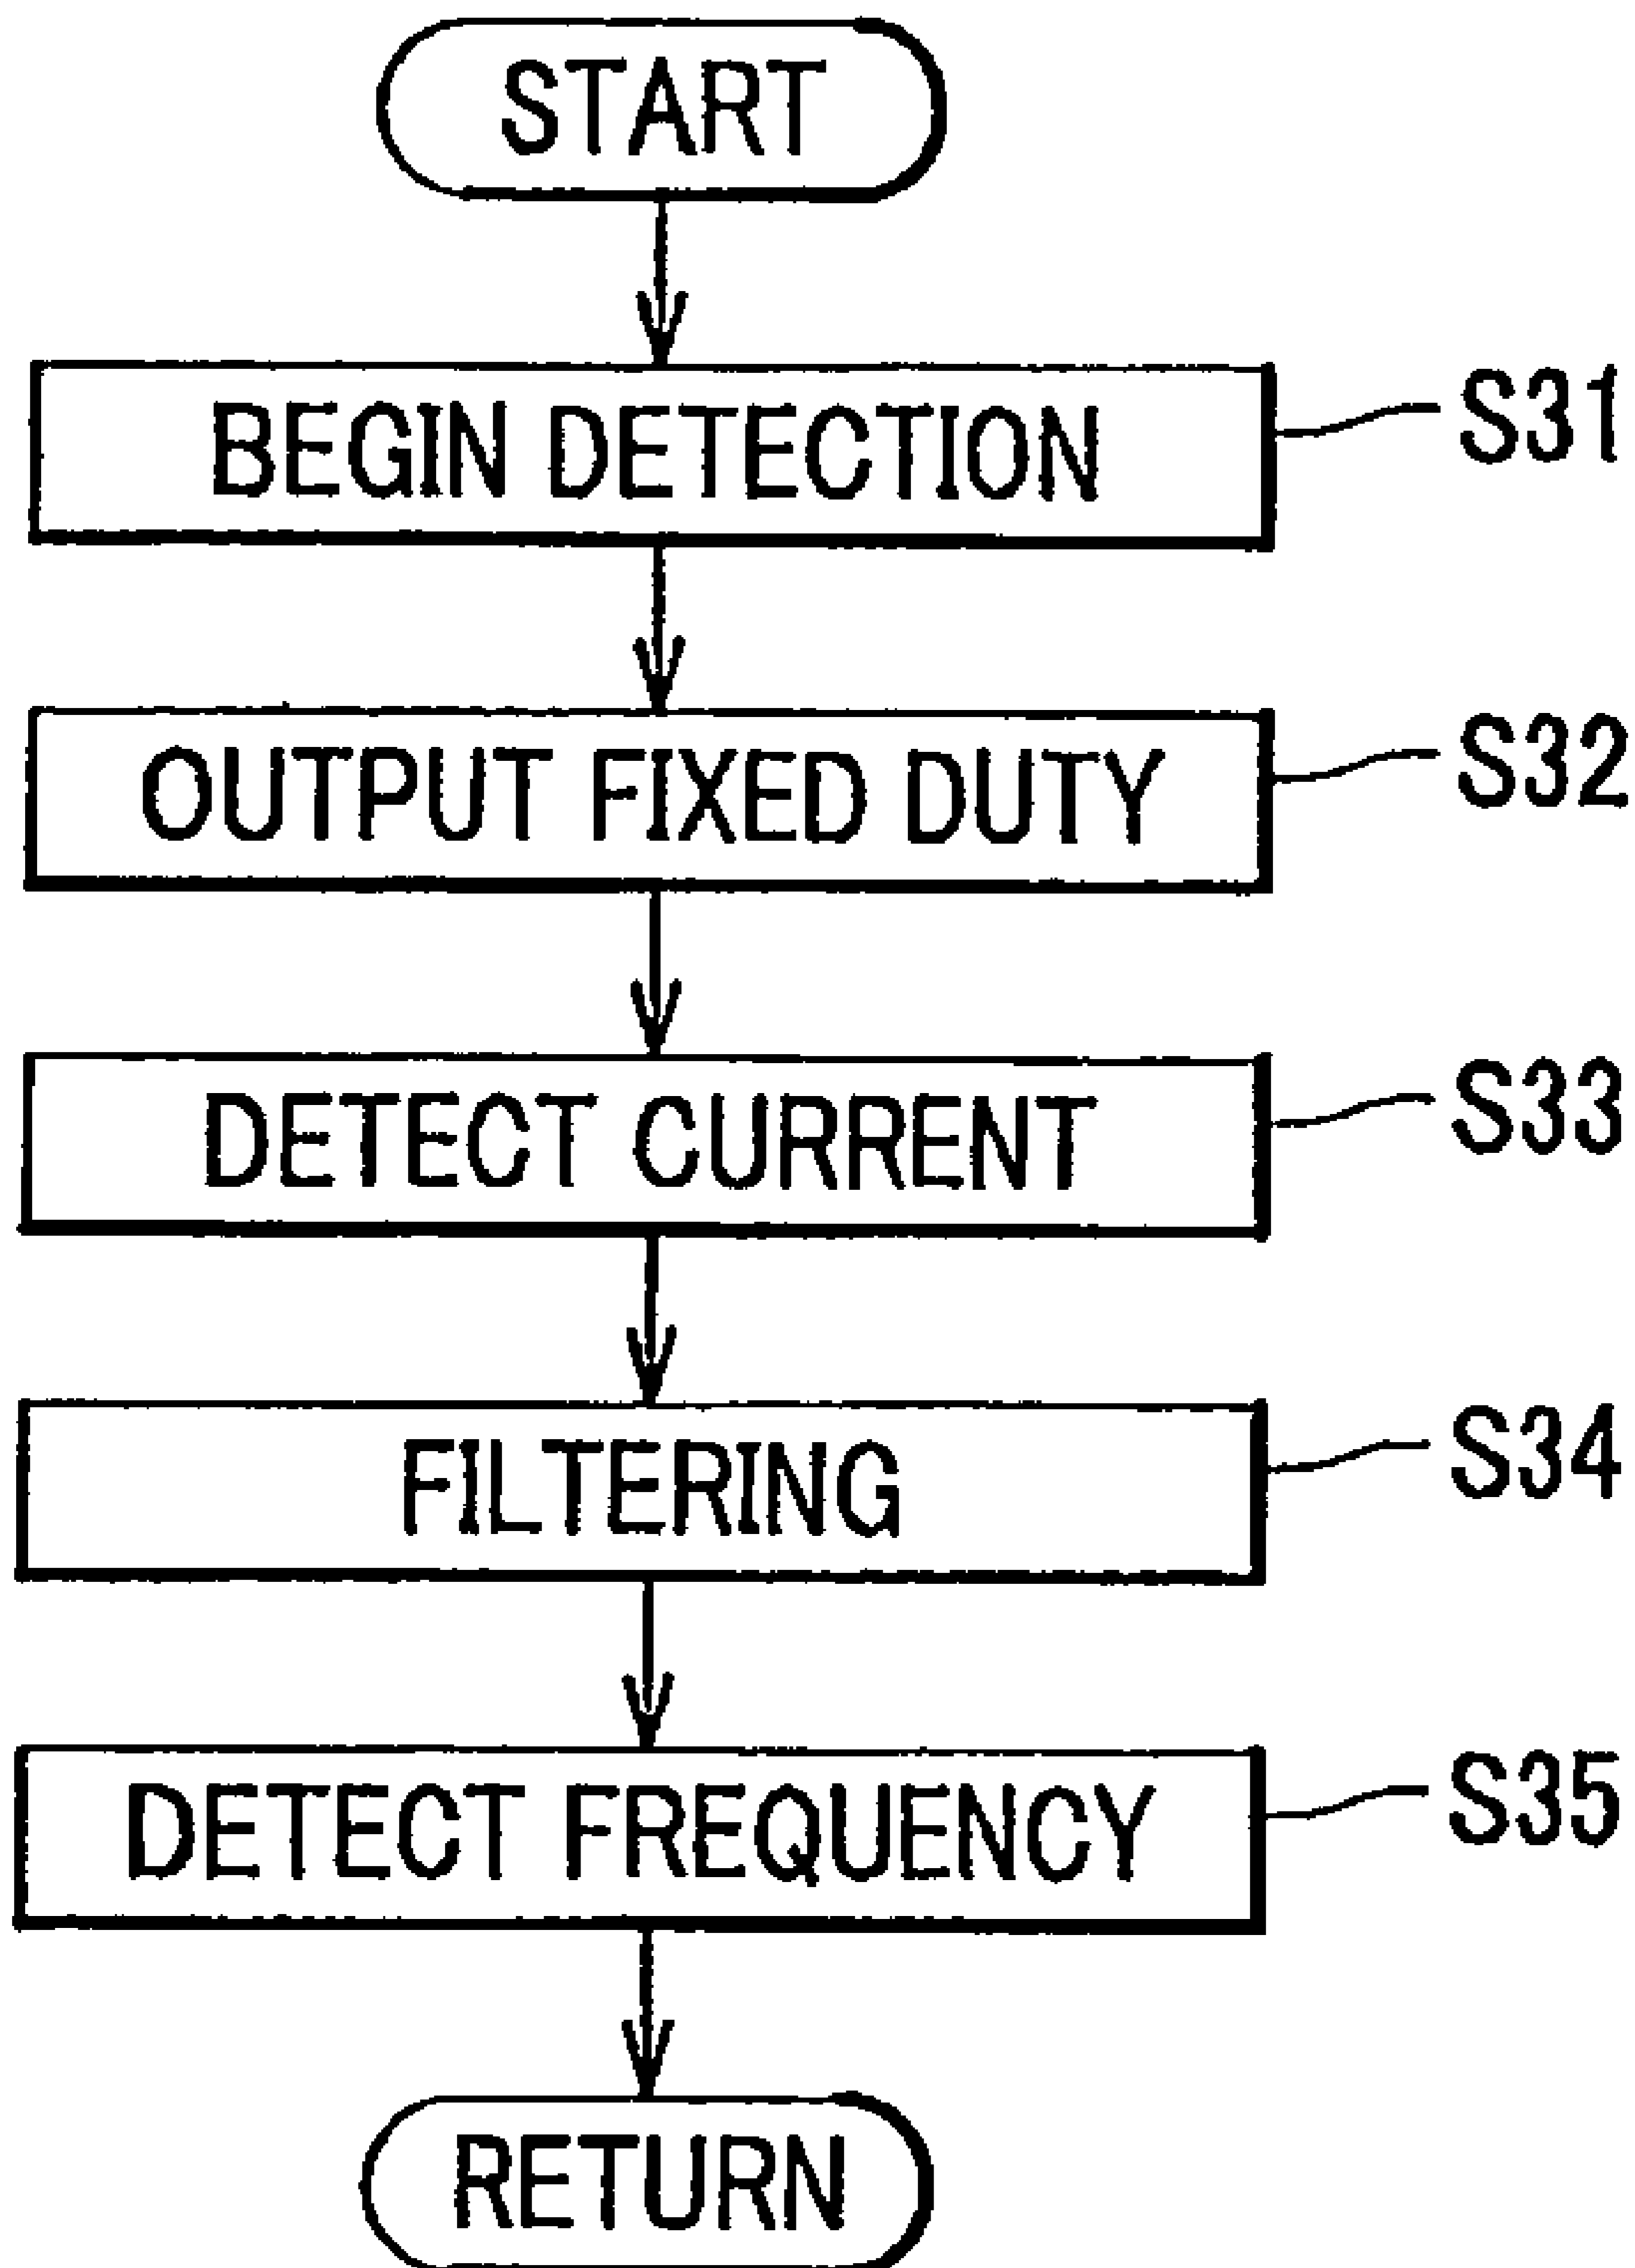 START
BEGIN DETECTION
S31
OUTPUT FIXED DUTY
S32
DETECT CURRENT
S33
FILTERING
S34
DETECT FREQUENCY
S35
RETURN